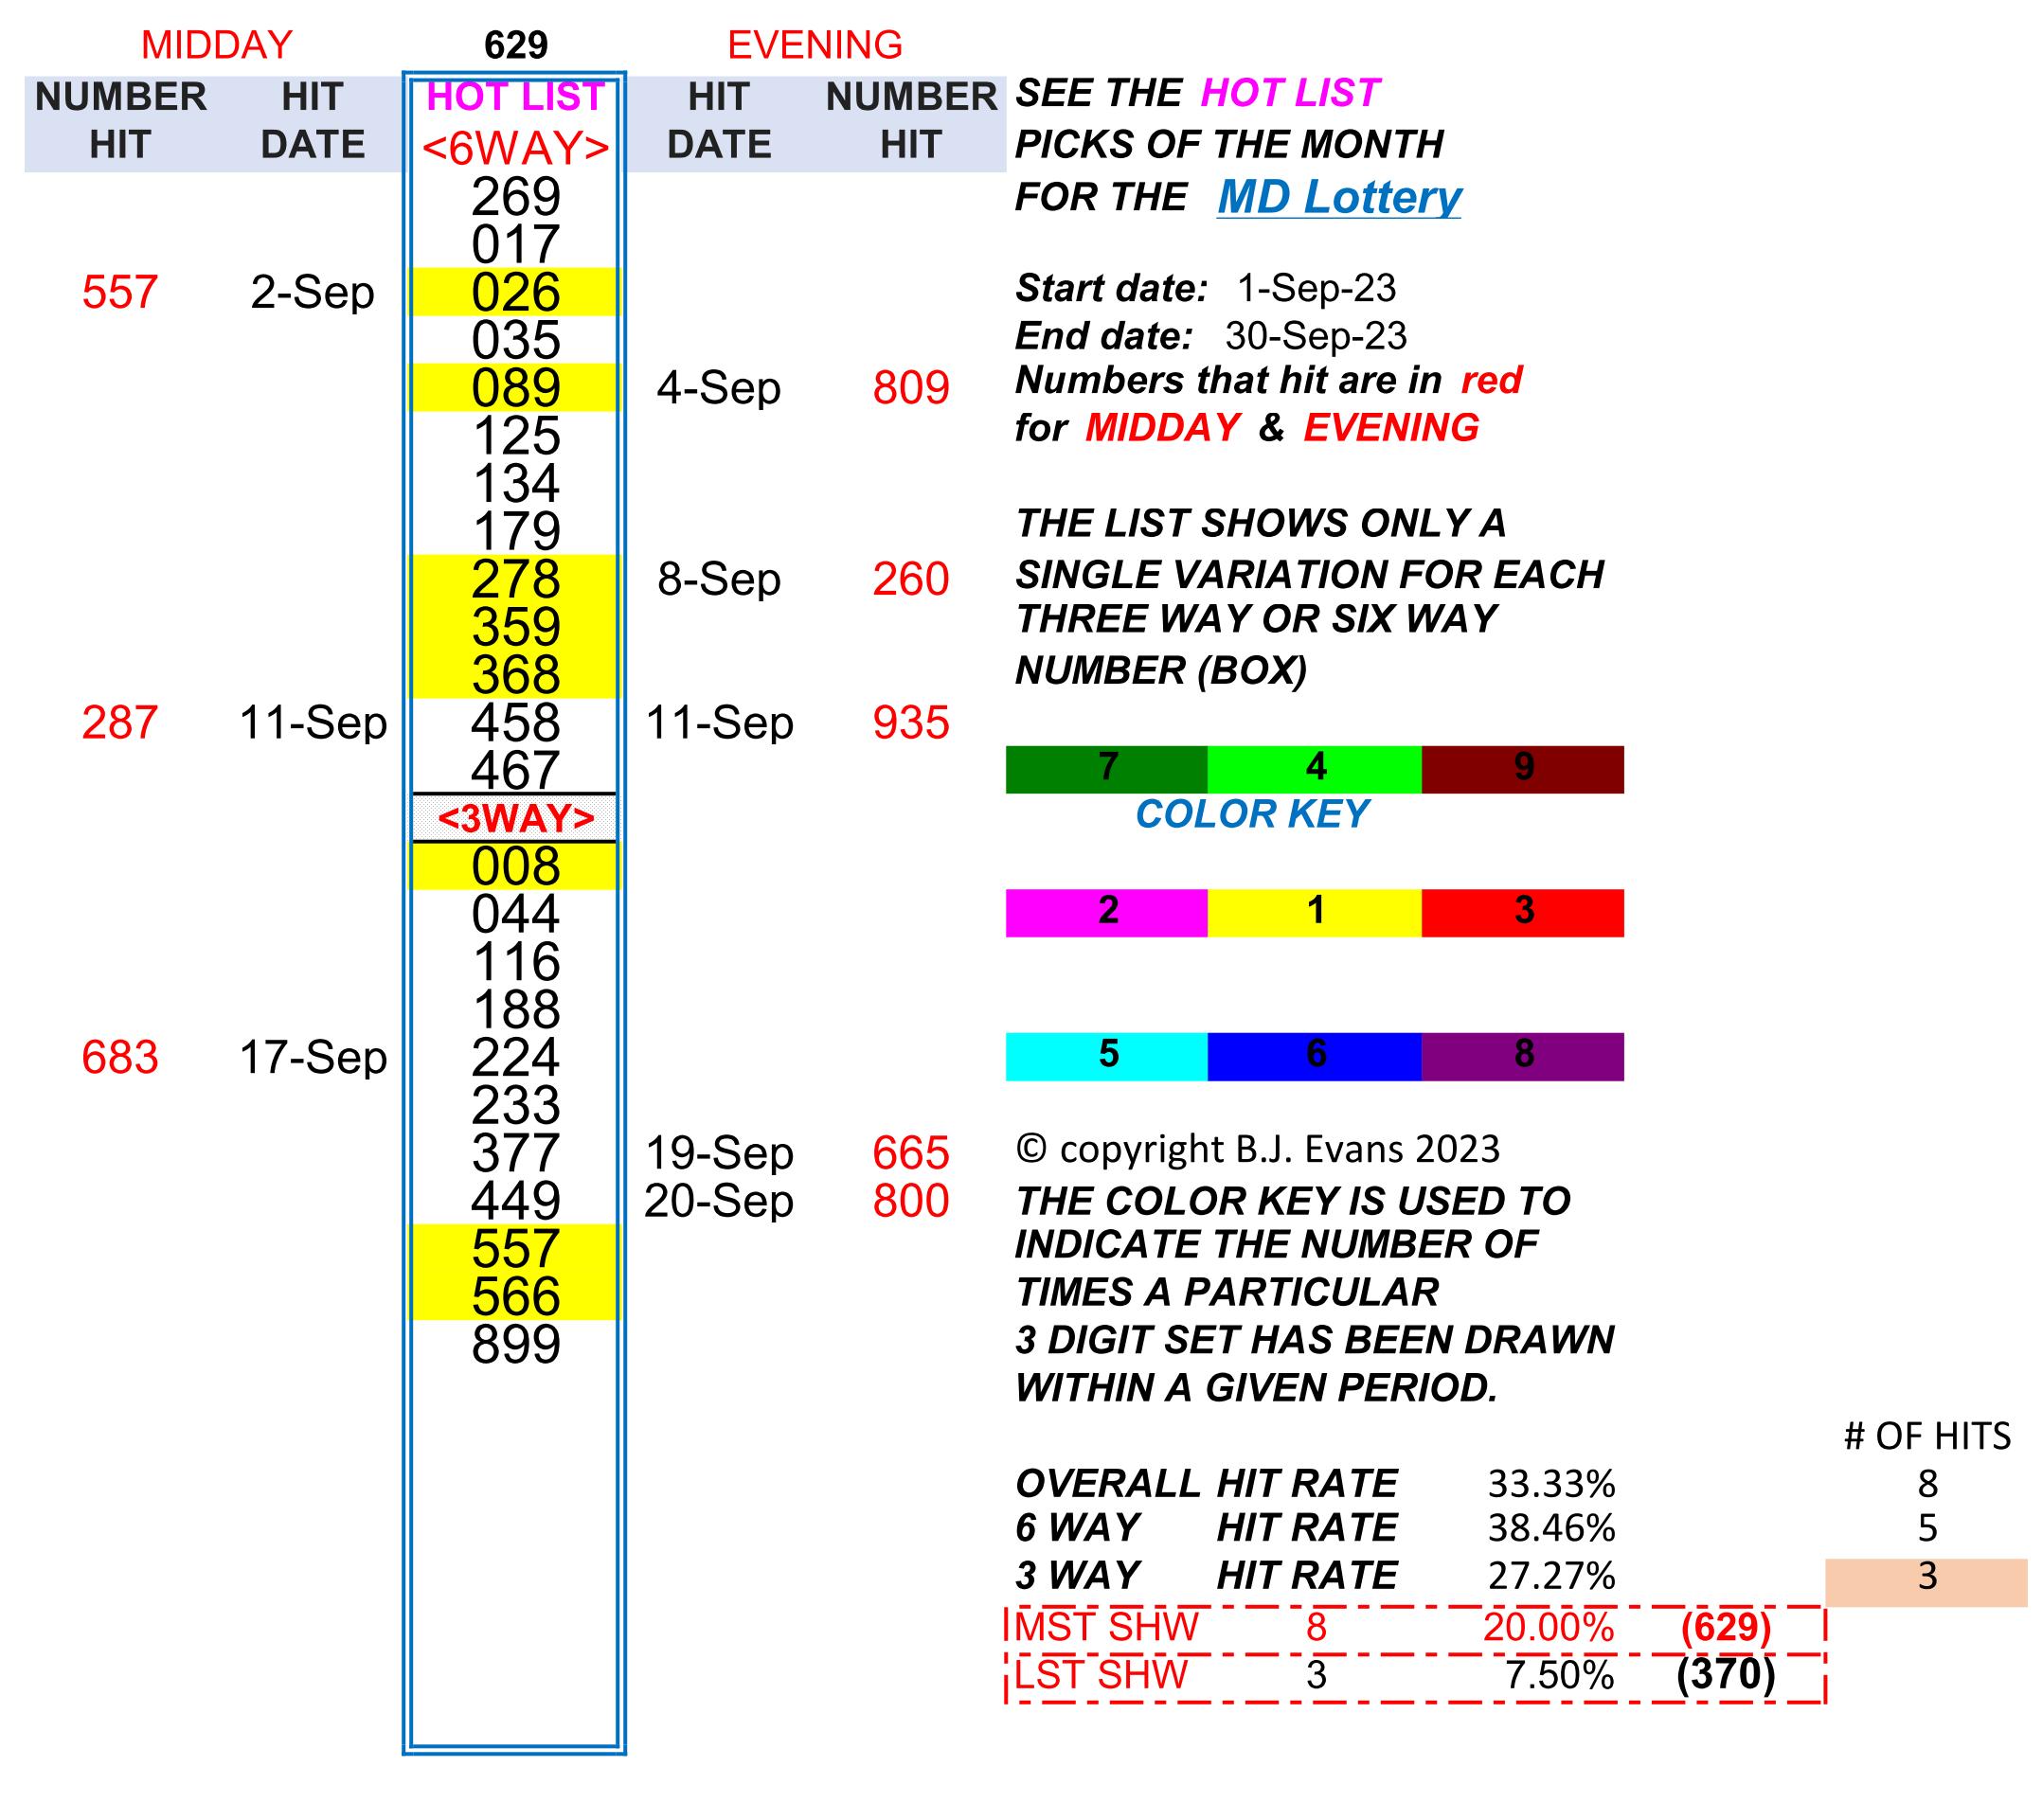 MIDDAY 629 EVENING
NUMBER HIT HOT LIST HIT NUMBER SEE THE HOT LIST
HIT DATE <6WAY> DATE HIT PICKS OF THE MONTH
269 FOR THE MD Lottery
017
557 2-Sep 026 Start date: 1-Sep-23
035 End date: 30-Sep-23
089 4-Sep 809 Numbers that hit are in red
125 for MIDDAY & EVENING
134
179 THE LIST SHOWS ONLY A
278 8-Sep 260 SINGLE VARIATION FOR EACH
359 THREE WAY OR SIX WAY
368 NUMBER (BOX)
287 11-Sep 458 11-Sep 935
467 7 4 9
<3WAY> COLOR KEY
008
044 2 1 3
116
188
683 17-Sep 224 5 6 8
233
377 19-Sep 665 © copyright B.J. Evans 2023
449 20-Sep 800 THE COLOR KEY IS USED TO
557 INDICATE THE NUMBER OF
566 TIMES A PARTICULAR
899 3 DIGIT SET HAS BEEN DRAWN
WITHIN A GIVEN PERIOD.
# OF HITS
OVERALL HIT RATE 33.33% 8
6 WAY HIT RATE 38.46% 5
3 WAY HIT RATE 27.27% 3
MST SHW 8 20.00% (629)
LST SHW 3 7.50% (370)